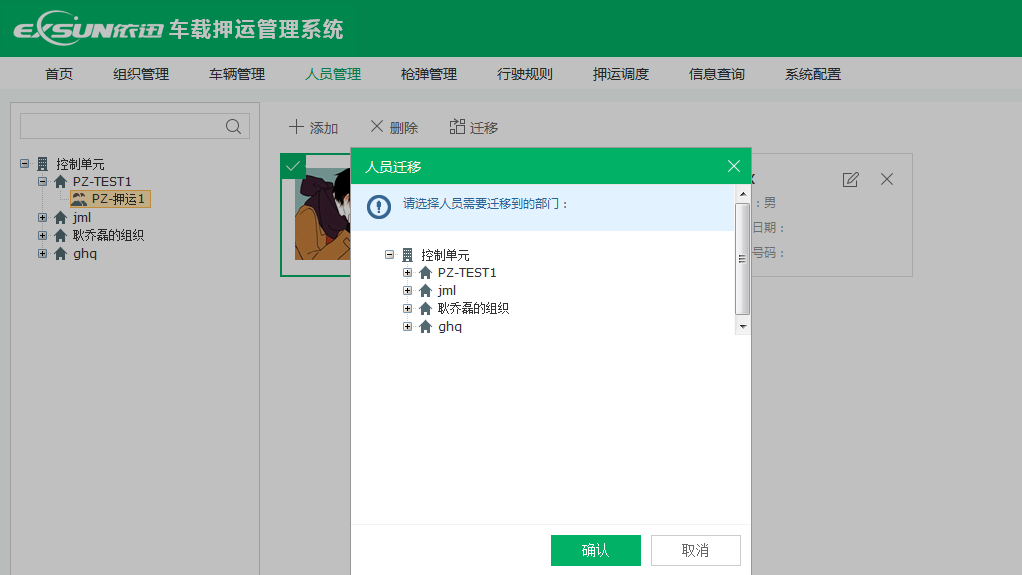 EXSUN依迅 车载押运管理系统
首页 组织管理 车辆管理 人员管理 枪弹管理 行驶规则 押运调度 信息查询 系统配置
添加 删除 迁移
控制单元
PZ-TEST1
PZ-押运1
jml
耿乔磊的组织
ghq
：男
日期：
号码：
人员迁移
请选择人员需要迁移到的部门：
控制单元
PZ-TEST1
jml
耿乔磊的组织
ghq
确认 取消